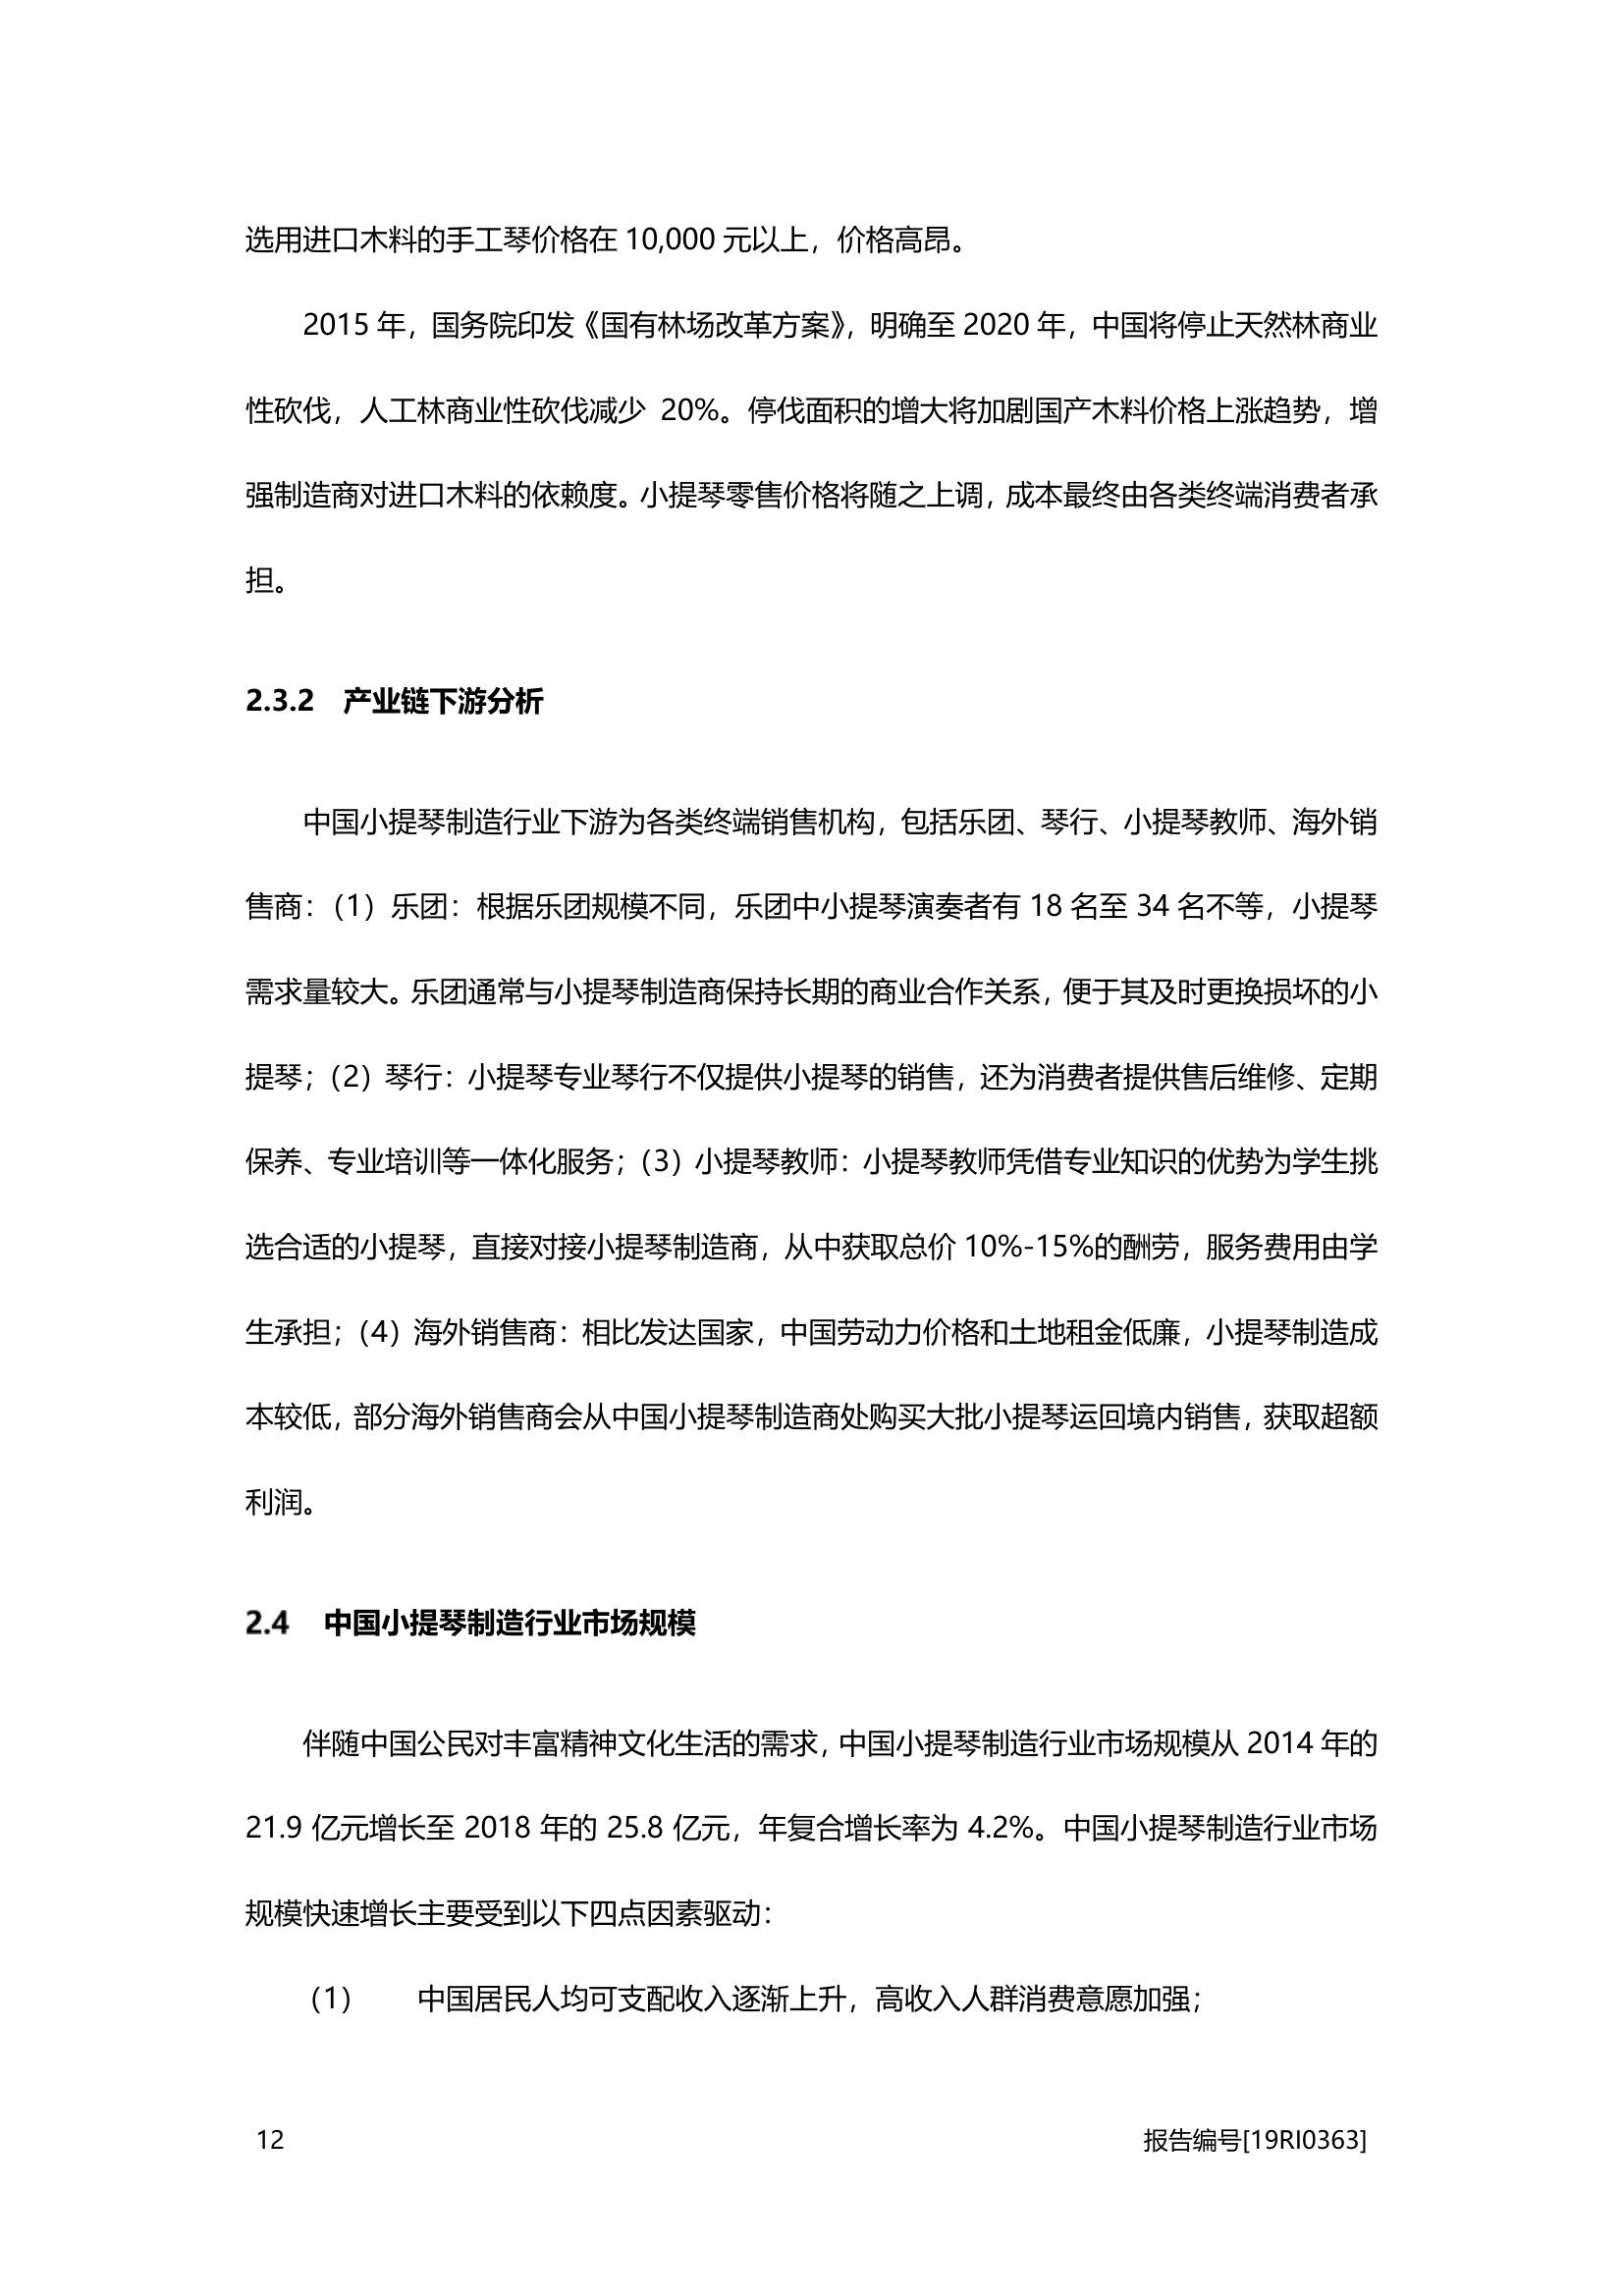 选用进口木料的手工琴价格在 10,000 元以上，价格高昂。
2015 年，国务院印发《国有林场改革方案》，明确至 2020 年，中国将停止天然林商业
性砍伐，人工林商业性砍伐减少 20%。停伐面积的增大将加剧国产木料价格上涨趋势，增
强制造商对进口木料的依赖度。小提琴零售价格将随之上调，成本最终由各类终端消费者承
担。
2.3.2 产业链下游分析
中国小提琴制造行业下游为各类终端销售机构，包括乐团、琴行、小提琴教师、海外销
售商：（1）乐团：根据乐团规模不同，乐团中小提琴演奏者有 18 名至 34 名不等，小提琴
需求量较大。乐团通常与小提琴制造商保持长期的商业合作关系，便于其及时更换损坏的小
提琴；（2）琴行：小提琴专业琴行不仅提供小提琴的销售，还为消费者提供售后维修、定期
保养、专业培训等一体化服务；（3）小提琴教师：小提琴教师凭借专业知识的优势为学生挑
选合适的小提琴，直接对接小提琴制造商，从中获取总价 10%-15%的酬劳，服务费用由学
生承担；（4）海外销售商：相比发达国家，中国劳动力价格和土地租金低廉，小提琴制造成
本较低，部分海外销售商会从中国小提琴制造商处购买大批小提琴运回境内销售，获取超额
利润。
2.4 中国小提琴制造行业市场规模
伴随中国公民对丰富精神文化生活的需求，中国小提琴制造行业市场规模从 2014 年的
21.9 亿元增长至 2018 年的 25.8 亿元，年复合增长率为 4.2%。中国小提琴制造行业市场
规模快速增长主要受到以下四点因素驱动：
（1） 中国居民人均可支配收入逐渐上升，高收入人群消费意愿加强；
12 报告编号[19RI0363]